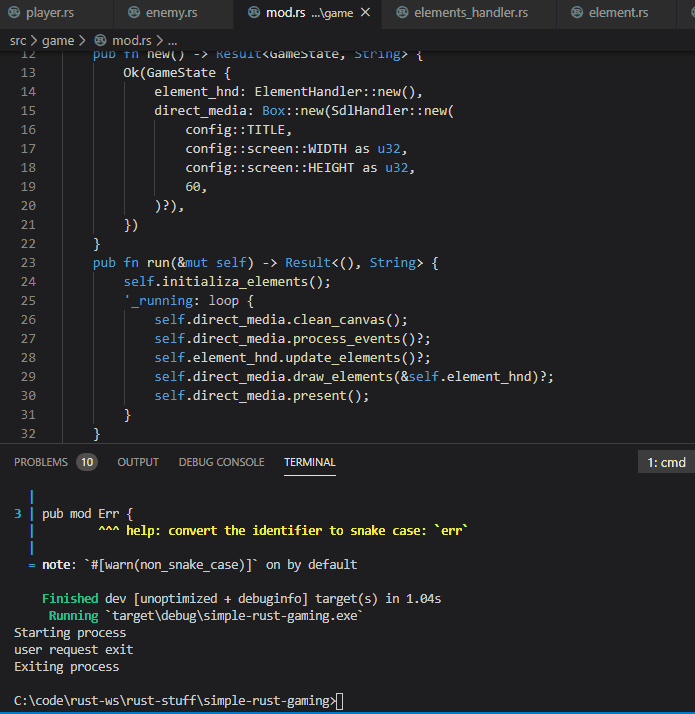 player.rs enemy.rs mod.rs ...\game × elements_handler.rs element.rs
src > game > mod.rs > ...
12 pub fn new() -> Result<GameState, String> {
13 Ok(GameState {
14 element_hnd: ElementHandler::new(),
15 direct_media: Box::new(SdlHandler::new(
16 config::TITLE,
17 config::screen::WIDTH as u32,
18 config::screen::HEIGHT as u32,
19 60,
20 )?),
21 })
22 }
23 pub fn run(&mut self) -> Result<(), String> {
24 self.initializa_elements();
25 '_running: loop {
26 self.direct_media.clean_canvas();
27 self.direct_media.process_events()?;
28 self.element_hnd.update_elements()?;
29 self.direct_media.draw_elements(&self.element_hnd)?;
30 self.direct_media.present();
31 }
32 }
PROBLEMS 10 OUTPUT DEBUG CONSOLE TERMINAL 1: cmd
|
3 | pub mod Err {
| ^^^ help: convert the identifier to snake case: `err`
|
= note: `#[warn(non_snake_case)]` on by default
Finished dev [unoptimized + debuginfo] target(s) in 1.04s
Running `target\debug\simple-rust-gaming.exe`
Starting process
user request exit
Exiting process
C:\code\rust-ws\rust-stuff\simple-rust-gaming>